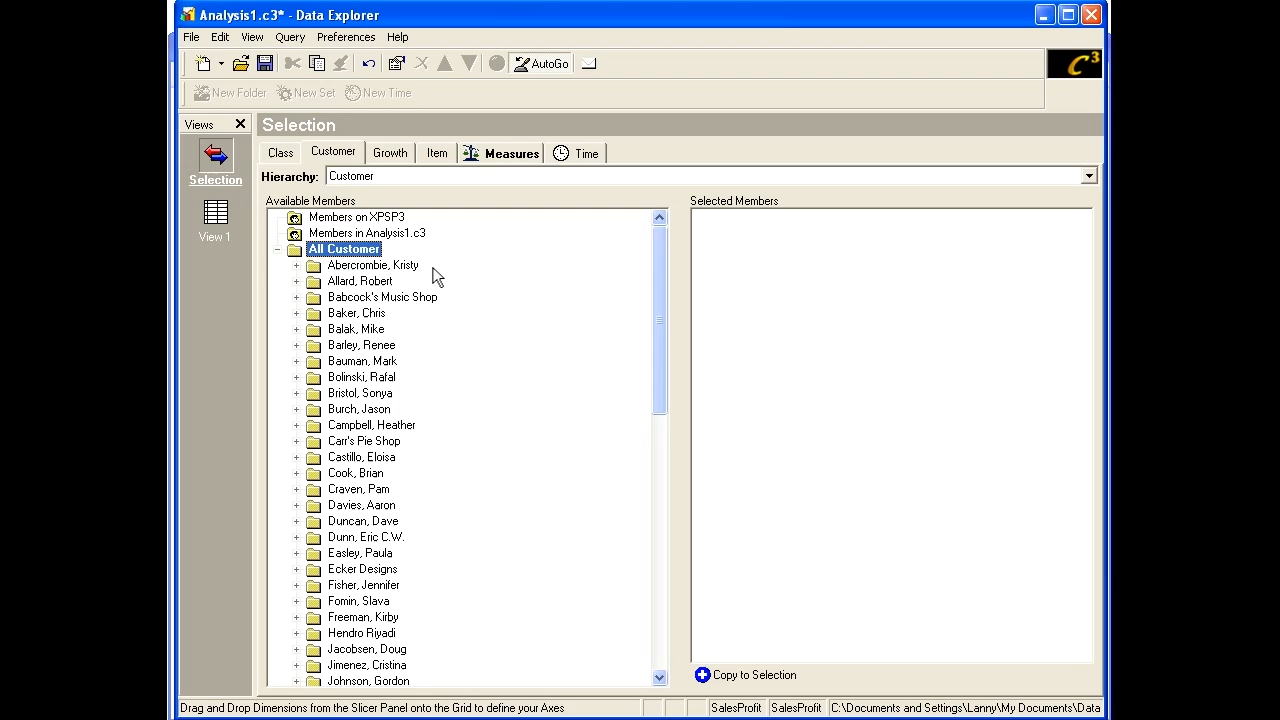 Analysis1.c3* - Data Explorer
File Edit View Query Preferences Help
AutoGo
C3
New Folder New Set New Time
Views
Selection
Class Customer Growth Item Measures Time
Selection
Hierarchy: Customer
View 1
Available Members
Members on XPSP3
Members in Analysis1.c3
All Customer
Abercrombie, Kristy
Allard, Robert
Babcock's Music Shop
Baker, Chris
Balak, Mike
Barley, Renee
Bauman, Mark
Bolinski, Rafal
Bristol, Sonya
Burch, Jason
Campbell, Heather
Carr's Pie Shop
Castillo, Eloisa
Cook, Brian
Craven, Pam
Davies, Aaron
Duncan, Dave
Dunn, Eric C.W.
Easley, Paula
Ecker Designs
Fisher, Jennifer
Fomin, Slava
Freeman, Kirby
Hendro Riyadi
Jacobsen, Doug
Jimenez, Cristina
Johnson, Gordon
Selected Members
Copy to Selection
Drag and Drop Dimensions from the Slicer Panel onto the Grid to define your Axes SalesProfit SalesProfit C:\Documents and Settings\Lanny\My Documents\Data